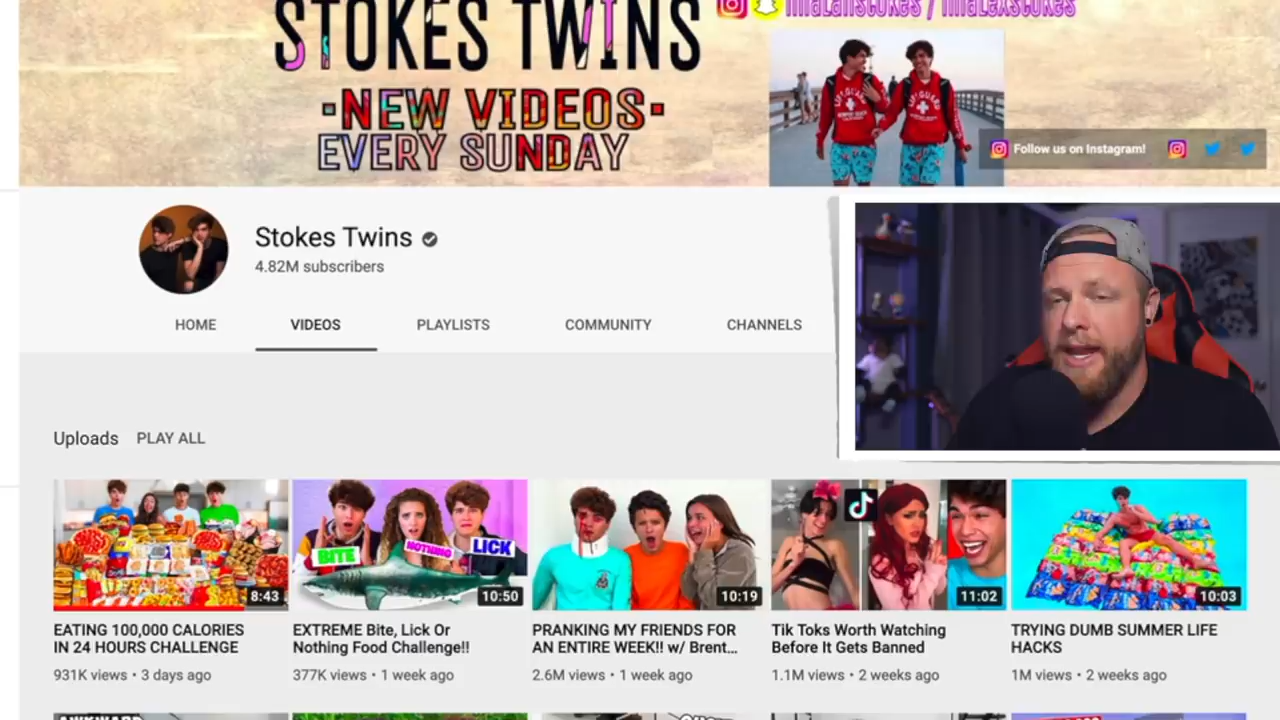 STOKES TWINS
·NEW VIDEOS·
EVERY SUNDAY
Follow us on Instagram!
Stokes Twins
4.82M subscribers
HOME
VIDEOS
PLAYLISTS
COMMUNITY
CHANNELS
Uploads
PLAY ALL
BITE
NOTHING
LICK
8:43
10:50
10:19
11:02
10:03
EATING 100,000 CALORIES
IN 24 HOURS CHALLENGE
931K views • 3 days ago
EXTREME Bite, Lick Or
Nothing Food Challenge!!
377K views • 1 week ago
PRANKING MY FRIENDS FOR
AN ENTIRE WEEK!! w/ Brent...
2.6M views • 1 week ago
Tik Toks Worth Watching
Before It Gets Banned
1.1M views • 2 weeks ago
TRYING DUMB SUMMER LIFE
HACKS
1M views • 2 weeks ago